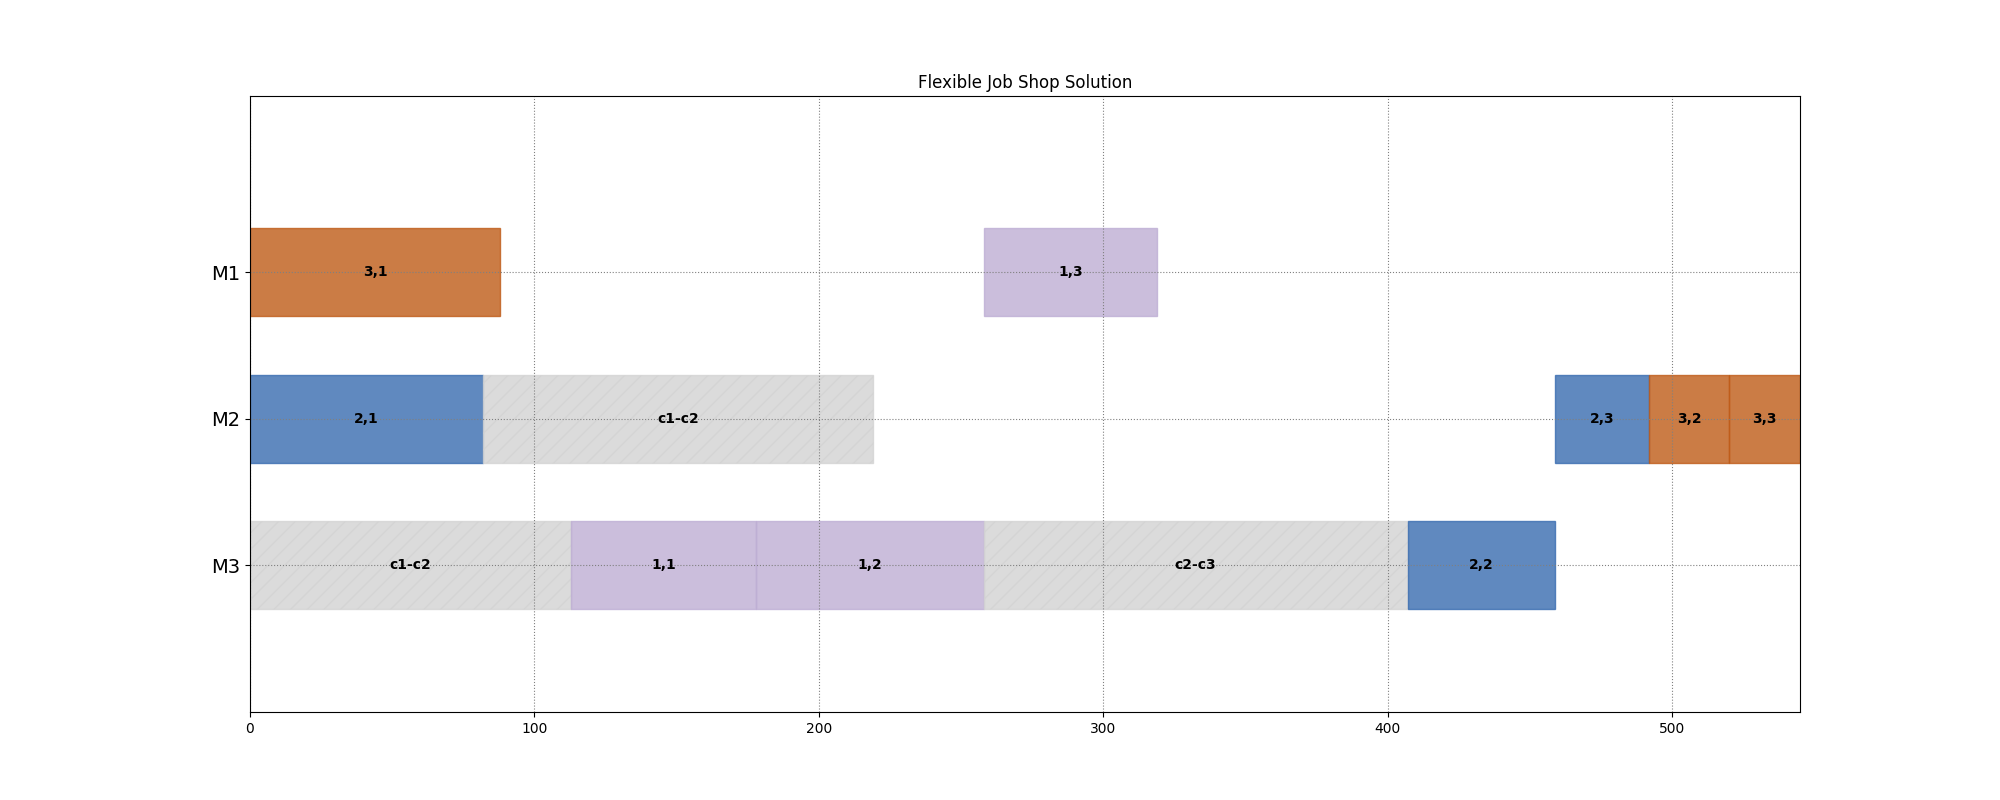 Flexible Job Shop Solution
M1
3,1
1,3
M2
2,1
c1-c2
2,3
3,2
3,3
M3
c1-c2
1,1
1,2
c2-c3
2,2
0
100
200
300
400
500